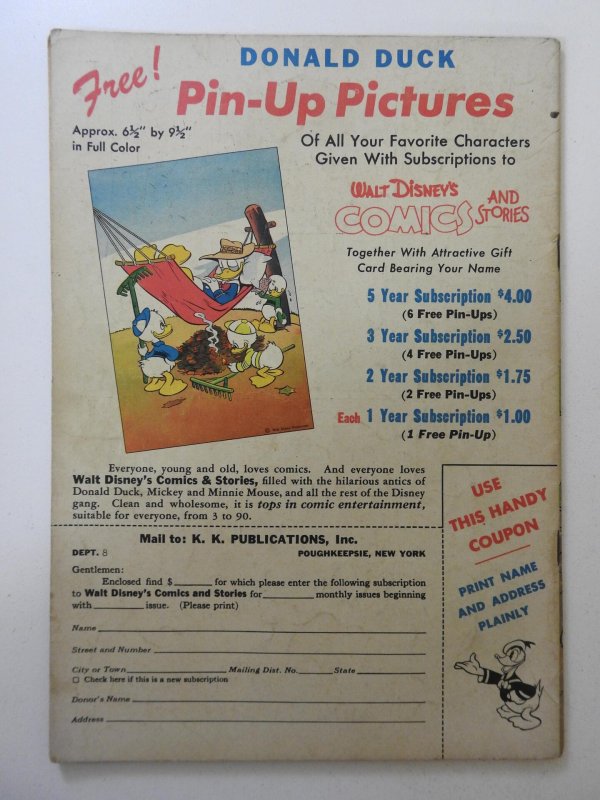 Free!
DONALD DUCK
Pin-Up Pictures
Approx. 6½" by 9½"
in Full Color
Of All Your Favorite Characters
Given With Subscriptions to
WALT DISNEY'S
COMICS AND STORIES
Together With Attractive Gift
Card Bearing Your Name
5 Year Subscription $4.00
(6 Free Pin-Ups)
3 Year Subscription $2.50
(4 Free Pin-Ups)
2 Year Subscription $1.75
(2 Free Pin-Ups)
Each 1 Year Subscription $1.00
(1 Free Pin-Up)
Everyone, young and old, loves comics. And everyone loves
Walt Disney's Comics & Stories, filled with the hilarious antics of
Donald Duck, Mickey and Minnie Mouse, and all the rest of the Disney
gang. Clean and wholesome, it is tops in comic entertainment,
suitable for everyone, from 3 to 90.
Mail to: K. K. PUBLICATIONS, Inc.
DEPT. 8 POUGHKEEPSIE, NEW YORK
Gentlemen:
Enclosed find $________ for which please enter the following subscription
to Walt Disney's Comics and Stories for__________ monthly issues beginning
with__________ issue. (Please print)
Name
Street and Number
City or Town Mailing Dist. No. State
☐ Check here if this is a new subscription
Donor's Name
Address
USE
THIS HANDY
COUPON
PRINT NAME
AND ADDRESS
PLAINLY